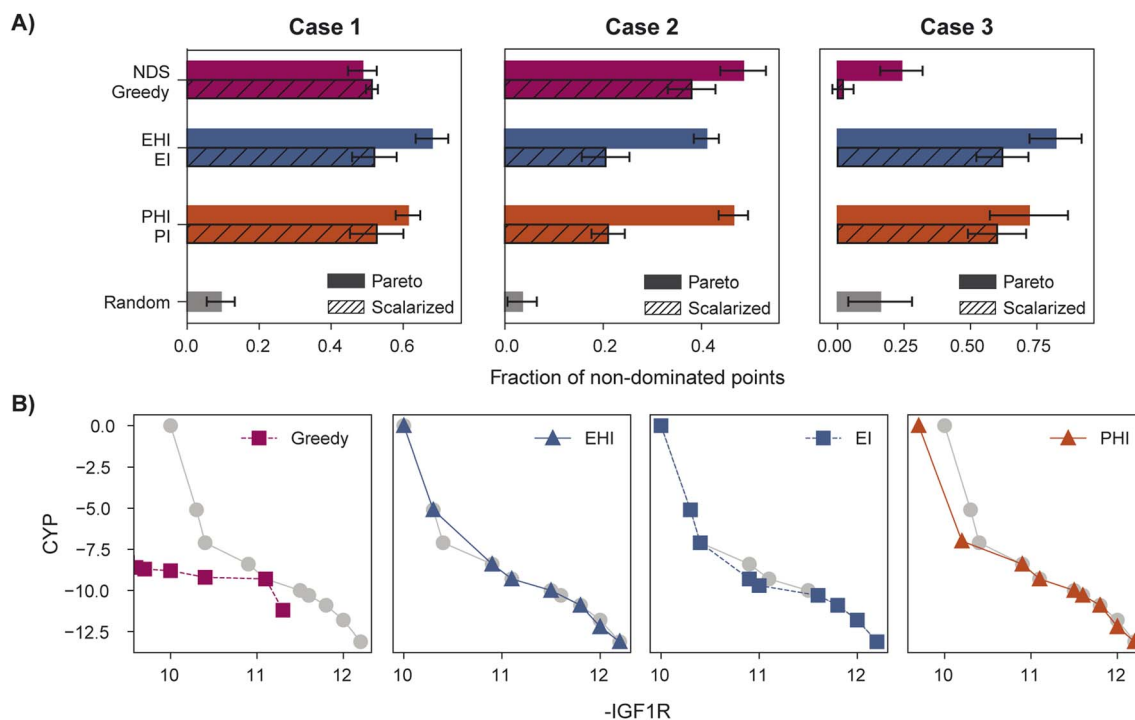 A)
Case 1
Case 2
Case 3
NDS
Greedy
EHI
EI
PHI
PI
Random
Pareto
Scalarized
Pareto
Scalarized
Pareto
Scalarized
0.0 0.2 0.4 0.6
0.0 0.2 0.4
0.00 0.25 0.50 0.75
Fraction of non-dominated points
B)
Greedy
EHI
EI
PHI
CYP
0.0
−2.5
−5.0
−7.5
−10.0
−12.5
10 11 12
10 11 12
10 11 12
10 11 12
-IGF1R